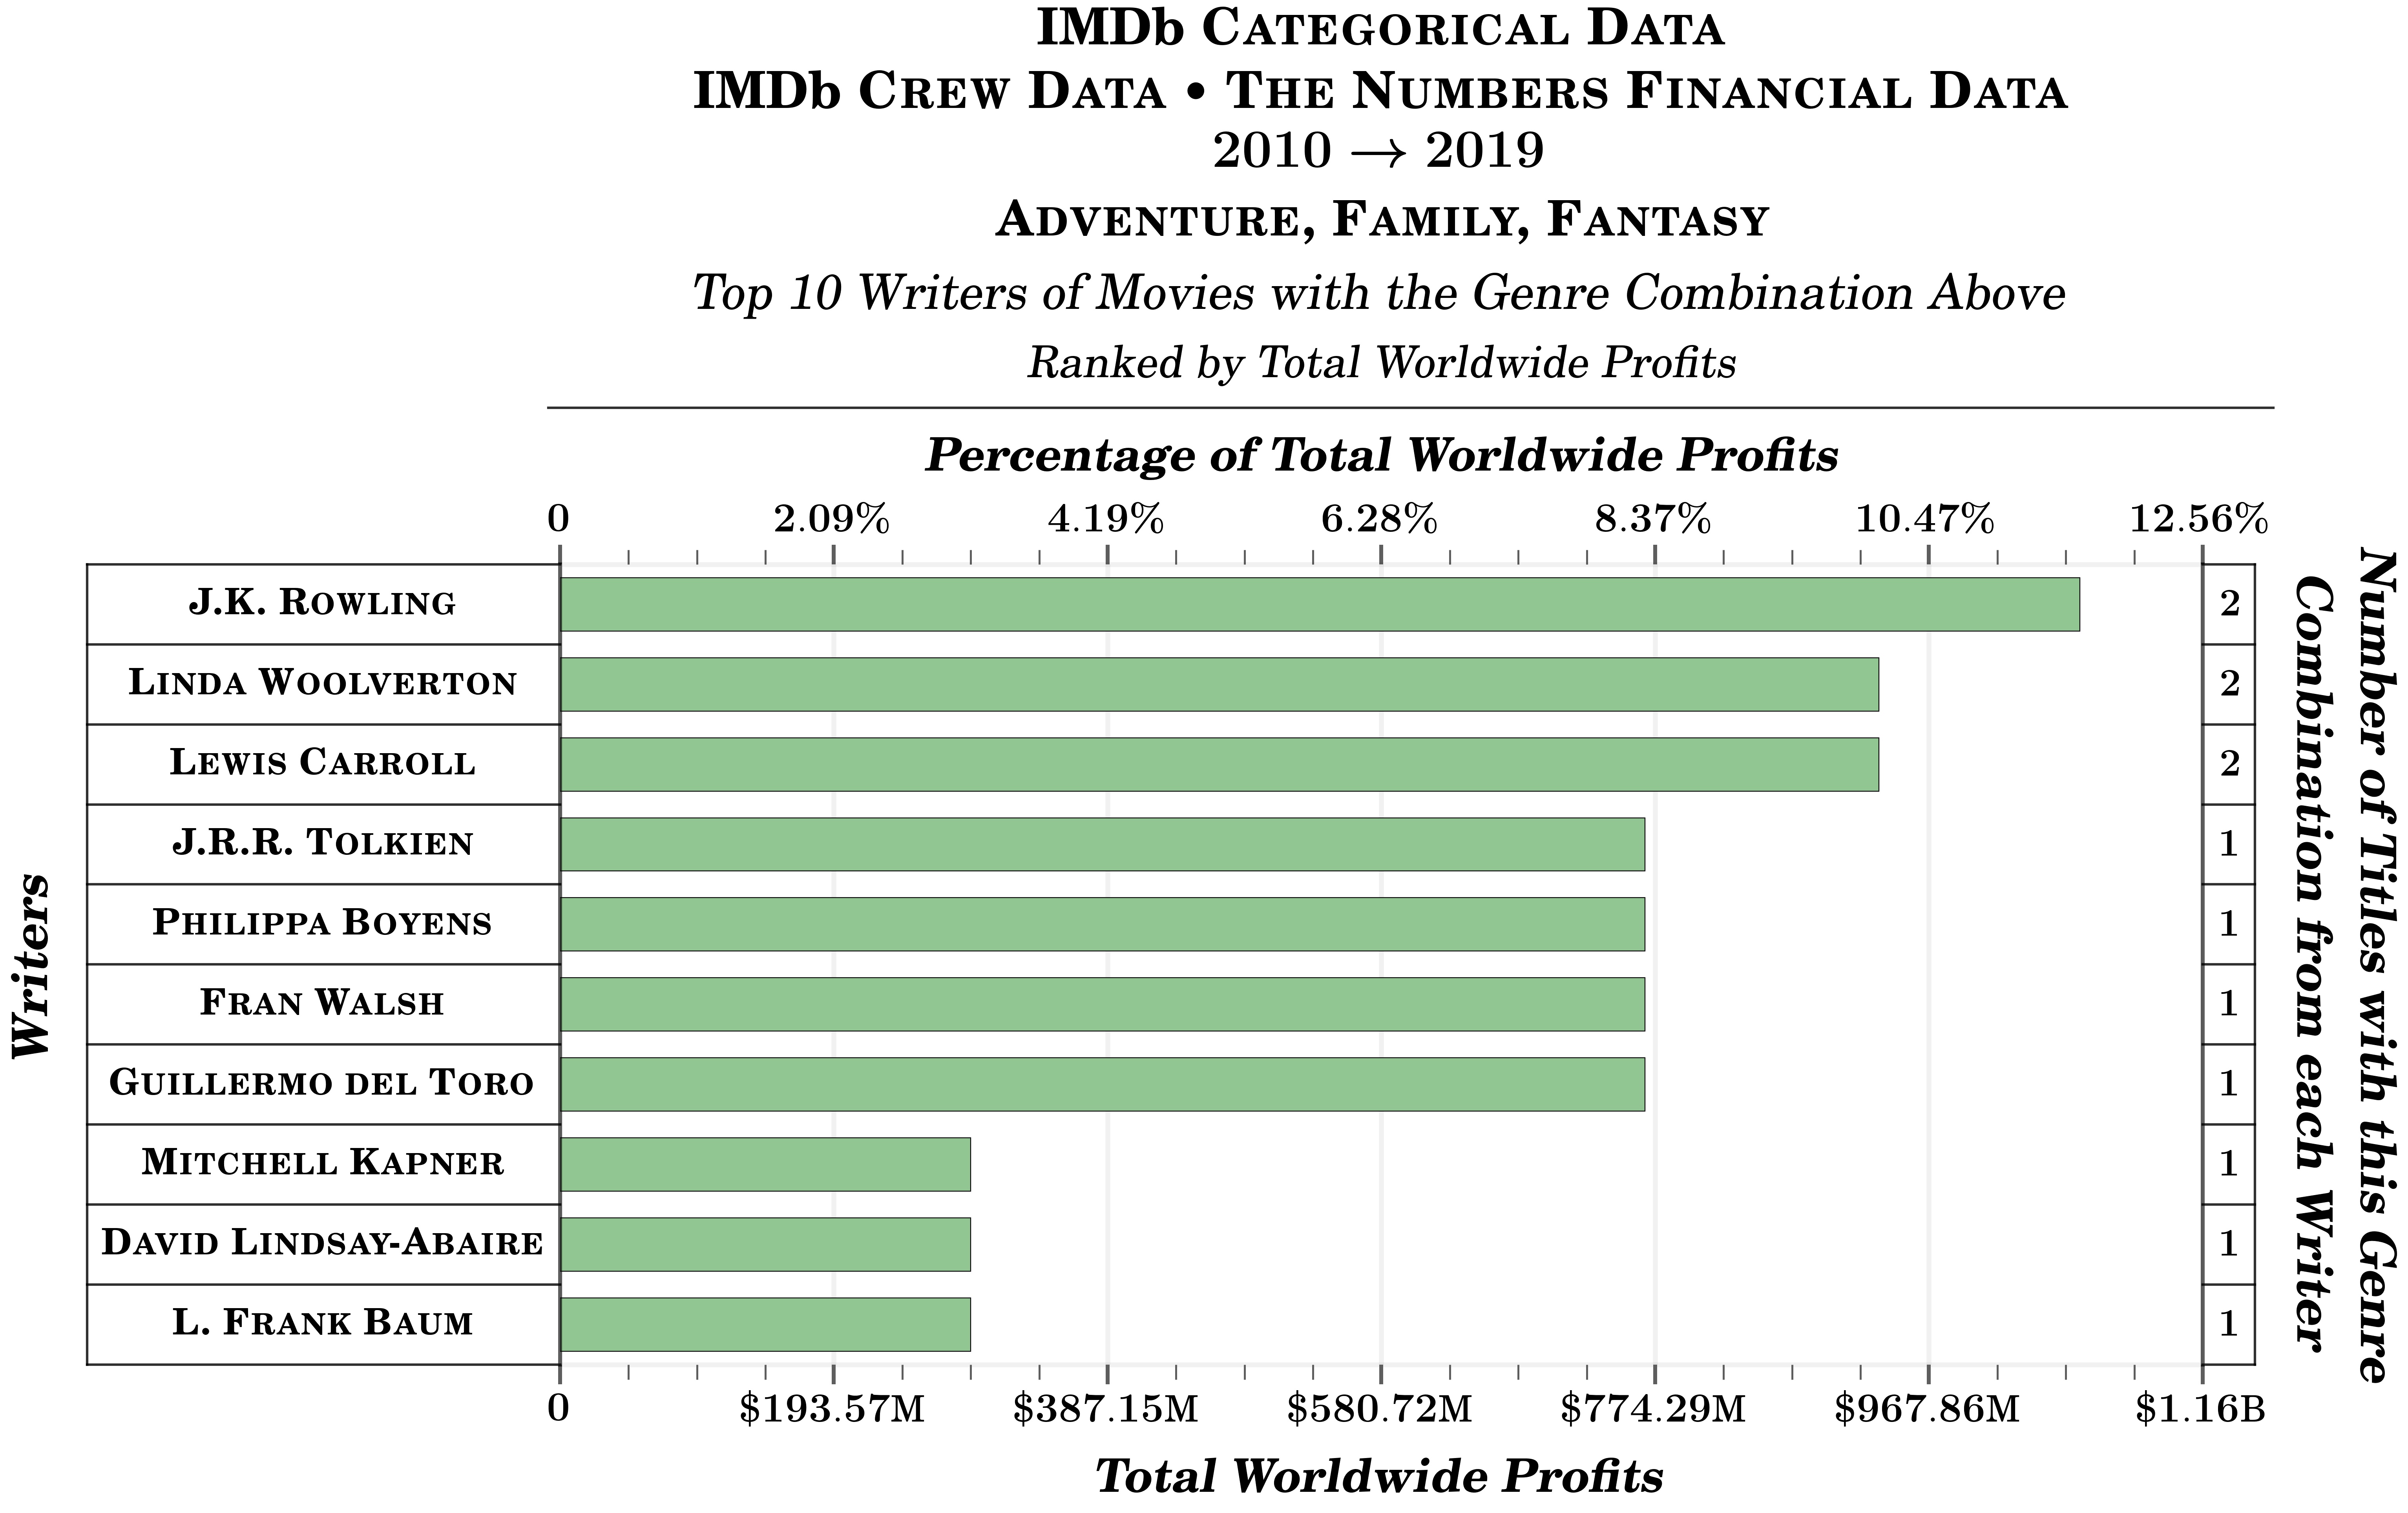 IMDb Categorical Data
IMDb Crew Data • The Numbers Financial Data
2010 → 2019
Adventure, Family, Fantasy
Top 10 Writers of Movies with the Genre Combination Above
Ranked by Total Worldwide Profits
Percentage of Total Worldwide Profits
0 2.09% 4.19% 6.28% 8.37% 10.47% 12.56%
Writers
J.K. Rowling 2
Linda Woolverton 2
Lewis Carroll 2
J.R.R. Tolkien 1
Philippa Boyens 1
Fran Walsh 1
Guillermo del Toro 1
Mitchell Kapner 1
David Lindsay-Abaire 1
L. Frank Baum 1
Number of Titles with this Genre
Combination from each Writer
0 $193.57M $387.15M $580.72M $774.29M $967.86M $1.16B
Total Worldwide Profits